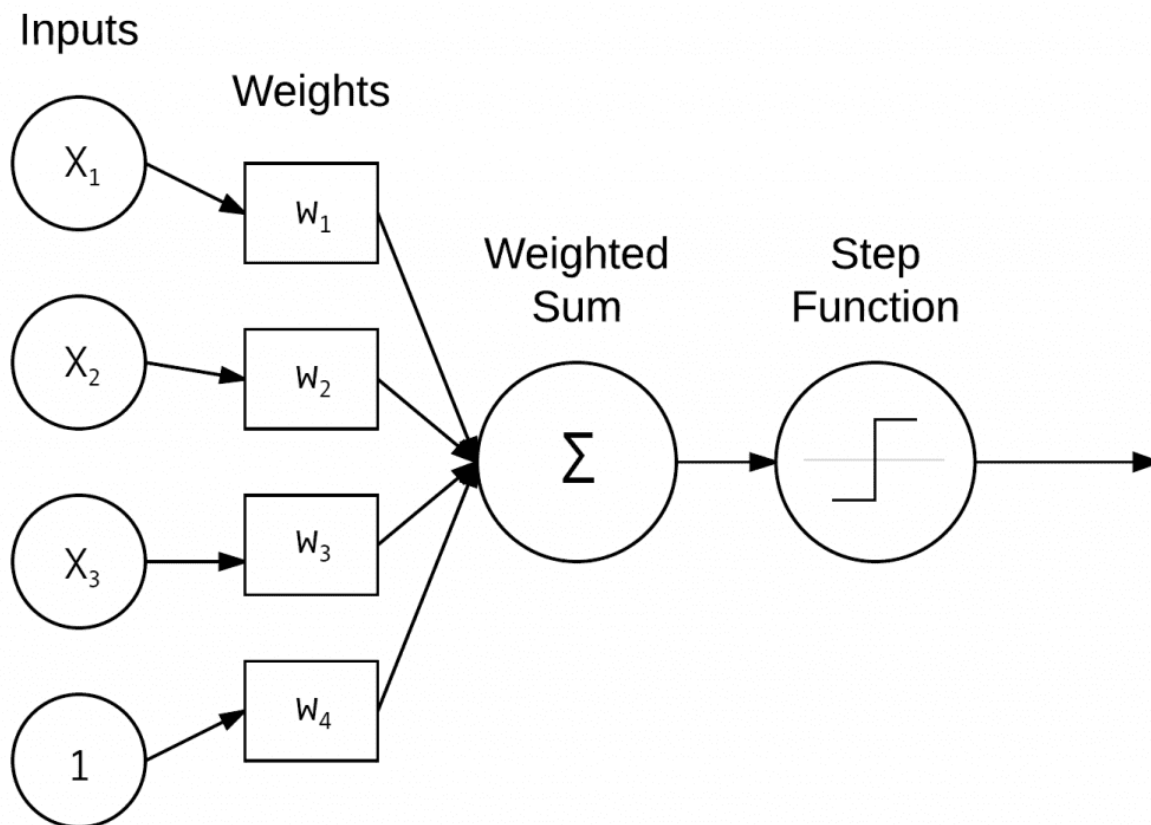 Inputs
Weights
X₁
w₁
X₂
w₂
X₃
w₃
1
w₄
Weighted
Sum
Σ
Step
Function